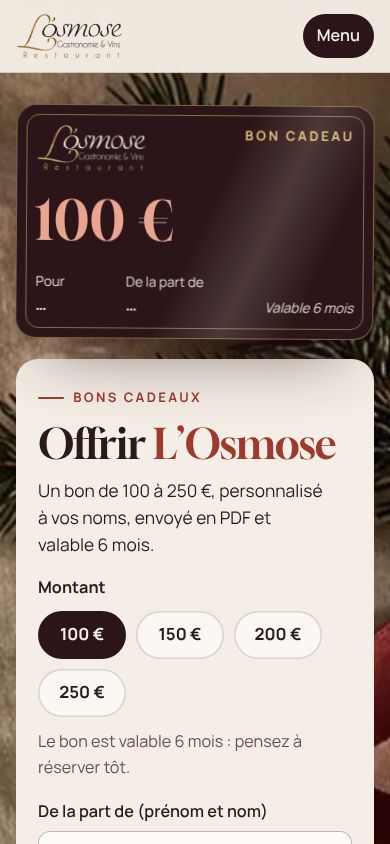 L'osmose
Gastronomie & Vins
Restaurant
Menu
L'osmose
Gastronomie & Vins
Restaurant
BON CADEAU
100 €
Pour
De la part de
...
...
Valable 6 mois
BONS CADEAUX
Offrir L’Osmose
Un bon de 100 à 250 €, personnalisé
à vos noms, envoyé en PDF et
valable 6 mois.
Montant
100 €
150 €
200 €
250 €
Le bon est valable 6 mois : pensez à
réserver tôt.
De la part de (prénom et nom)